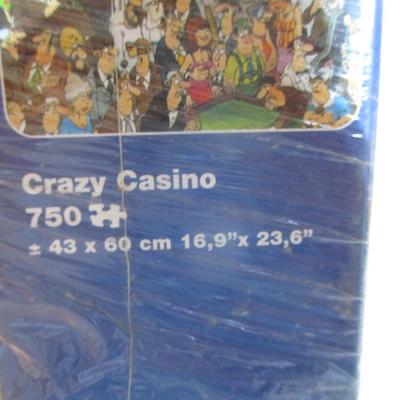 Crazy Casino
750
± 43 x 60 cm 16,9”x 23,6”